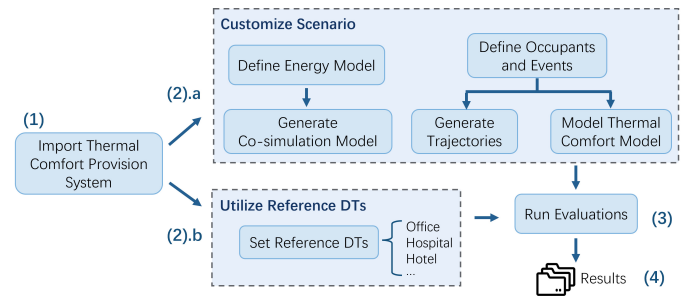 Customize Scenario
Define Energy Model
Define Occupants
and Events
(2).a
(1)
Generate
Co-simulation Model
Generate
Trajectories
Model Thermal
Comfort Model
Import Thermal
Comfort Provision
System
Utilize Reference DTs
(2).b
Set Reference DTs
Office
Hospital
Hotel
...
Run Evaluations
(3)
Results
(4)